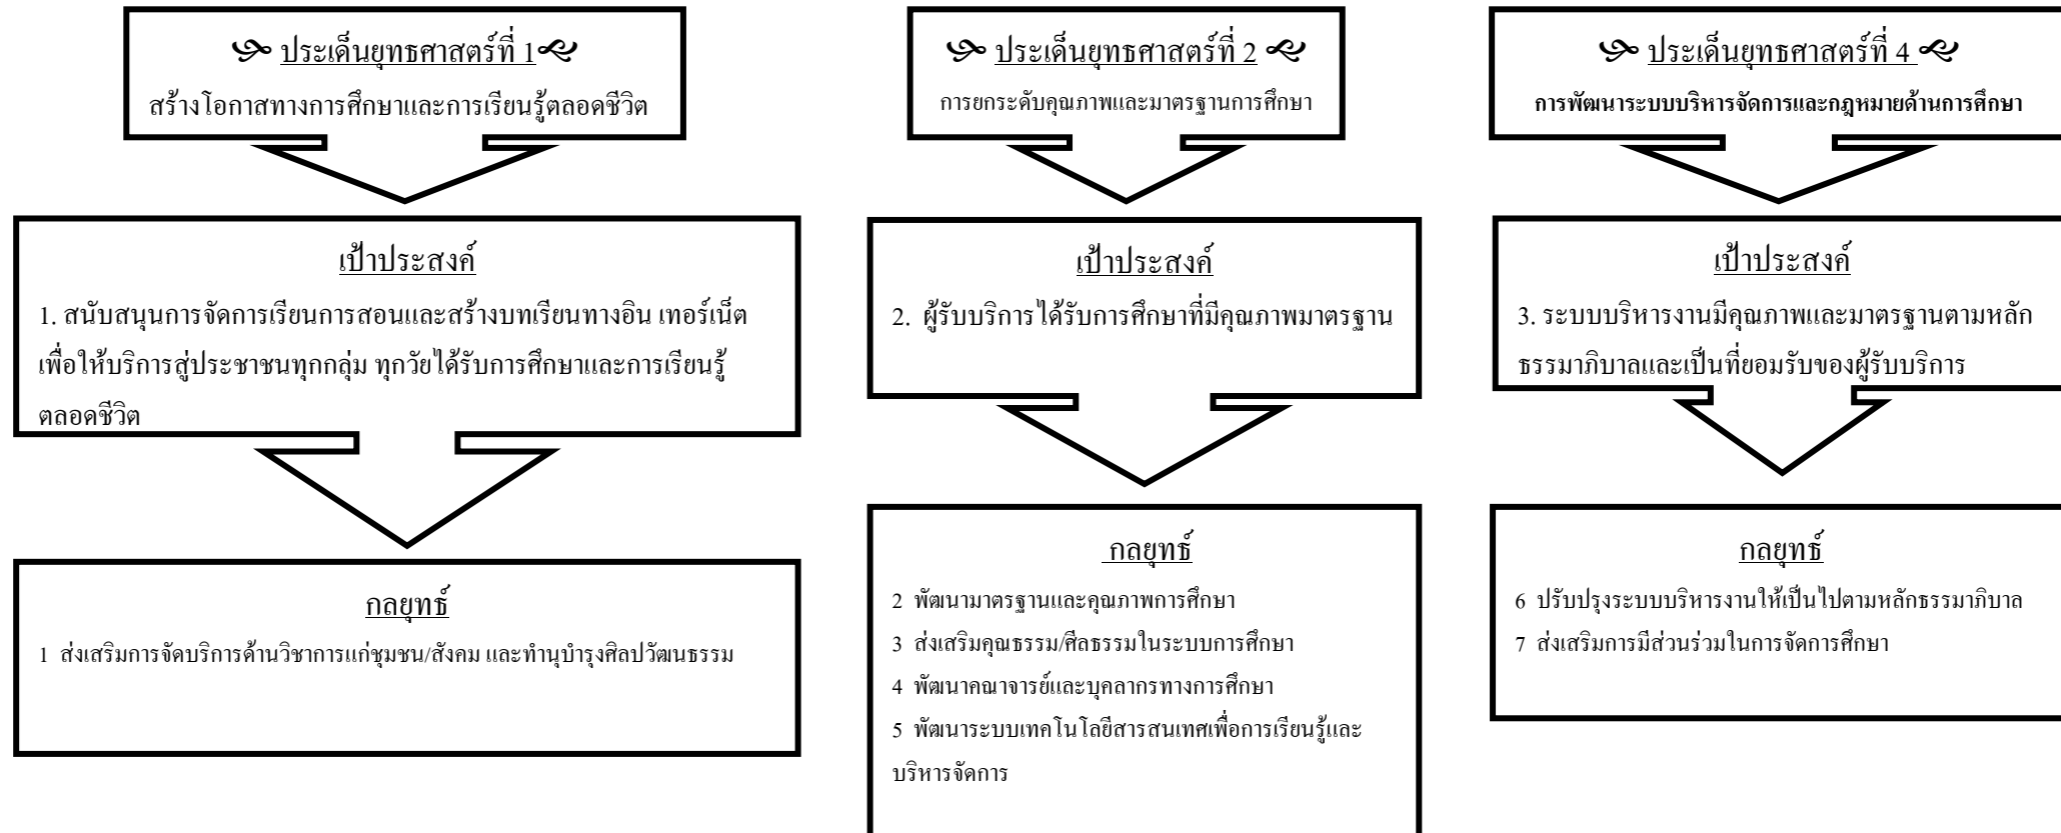 ประเด็นยุทธศาสตร์ที่ 1
สร้างโอกาสทางการศึกษาและการเรียนรู้ตลอดชีวิต
เป้าประสงค์
1. สนับสนุนการจัดการเรียนการสอนและสร้างบทเรียนทางอิน เทอร์เน็ต
เพื่อให้บริการสู่ประชาชนทุกกลุ่ม ทุกวัยได้รับการศึกษาและการเรียนรู้
ตลอดชีวิต
กลยุทธ์
1 ส่งเสริมการจัดบริการด้านวิชาการแก่ชุมชน/สังคม และทำนุบำรุงศิลปวัฒนธรรม
ประเด็นยุทธศาสตร์ที่ 2
การยกระดับคุณภาพและมาตรฐานการศึกษา
เป้าประสงค์
2. ผู้รับบริการได้รับการศึกษาที่มีคุณภาพมาตรฐาน
กลยุทธ์
2 พัฒนามาตรฐานและคุณภาพการศึกษา
3 ส่งเสริมคุณธรรม/ศีลธรรมในระบบการศึกษา
4 พัฒนาคณาจารย์และบุคลากรทางการศึกษา
5 พัฒนาระบบเทคโนโลยีสารสนเทศเพื่อการเรียนรู้และ
บริหารจัดการ
ประเด็นยุทธศาสตร์ที่ 4
การพัฒนาระบบบริหารจัดการและกฎหมายด้านการศึกษา
เป้าประสงค์
3. ระบบบริหารงานมีคุณภาพและมาตรฐานตามหลัก
ธรรมาภิบาลและเป็นที่ยอมรับของผู้รับบริการ
กลยุทธ์
6 ปรับปรุงระบบบริหารงานให้เป็นไปตามหลักธรรมาภิบาล
7 ส่งเสริมการมีส่วนร่วมในการจัดการศึกษา